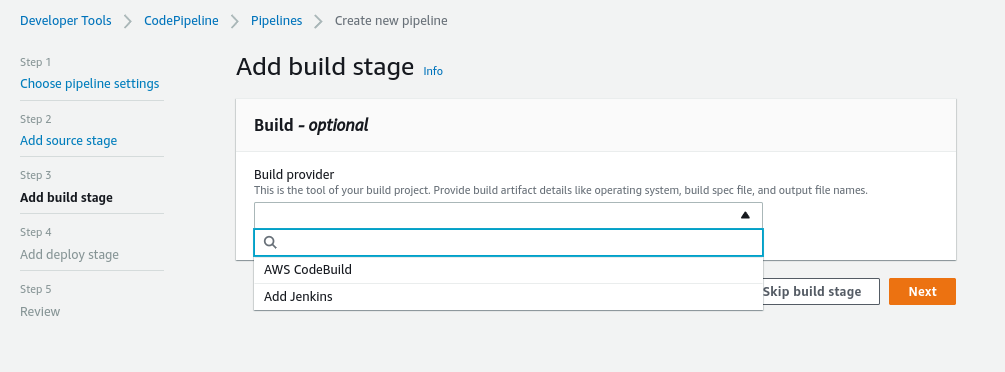 Developer Tools > CodePipeline > Pipelines > Create new pipeline
Step 1
Choose pipeline settings
Step 2
Add source stage
Step 3
Add build stage
Step 4
Add deploy stage
Step 5
Review
Add build stage Info
Build - optional
Build provider
This is the tool of your build project. Provide build artifact details like operating system, build spec file, and output file names.
AWS CodeBuild
Add Jenkins
Skip build stage
Next